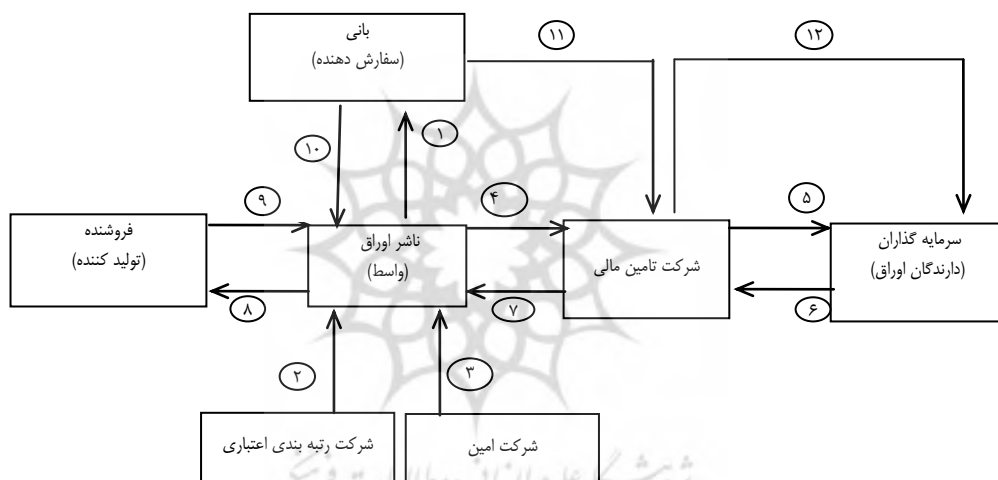 بانی
(سفارش دهنده)
۱۱
۱۲
۱۰
۱
۹
۴
۵
فروشنده
(تولید کننده)
ناشر اوراق
(واسط)
شرکت تامین مالی
سرمایه گذاران
(دارندگان اوراق)
۸
۷
۶
۲
۳
شرکت رتبه بندی اعتباری
شرکت امین